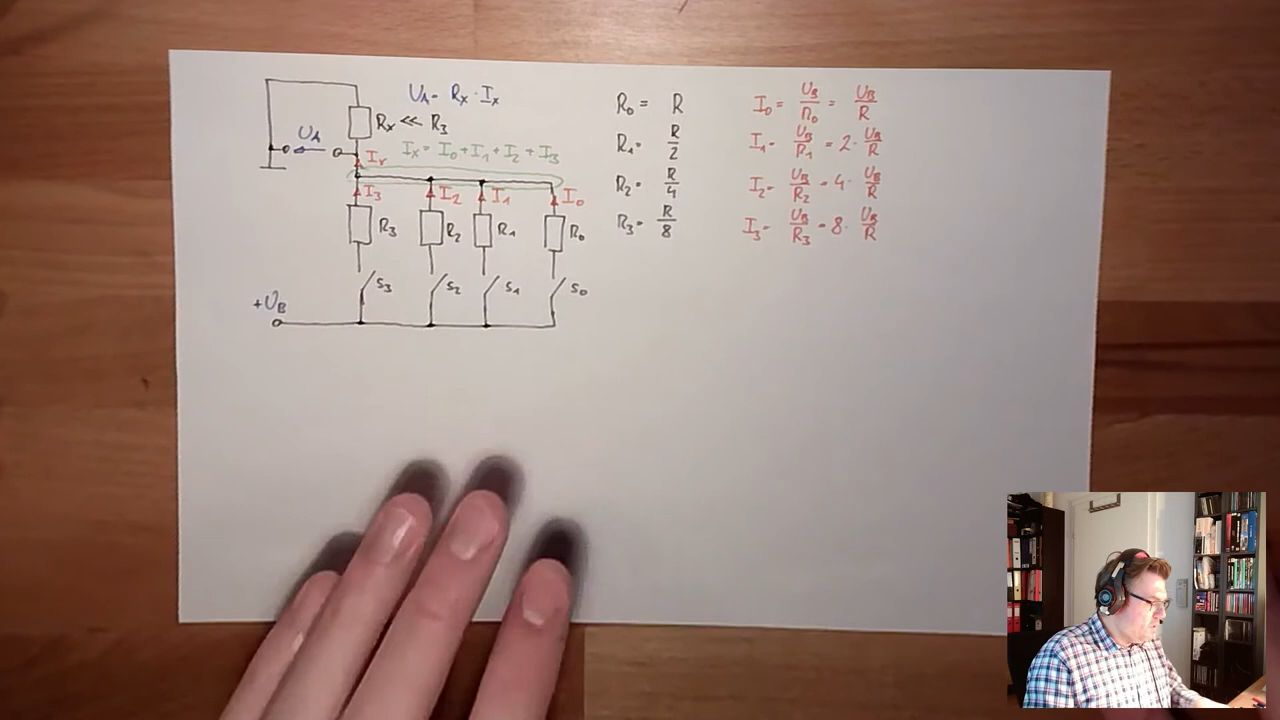 U_A = R_x · I_x
R_x << R_3
U_A
I_x = I_0 + I_1 + I_2 + I_3
I_x
I_3 I_2 I_1 I_0
R_3 R_2 R_1 R_0
S_3 S_2 S_1 S_0
+U_B
R_0 = R
R_1 = R/2
R_2 = R/4
R_3 = R/8
I_0 = U_B/R_0 = U_B/R
I_1 = U_B/R_1 = 2 · U_B/R
I_2 = U_B/R_2 = 4 · U_B/R
I_3 = U_B/R_3 = 8 · U_B/R